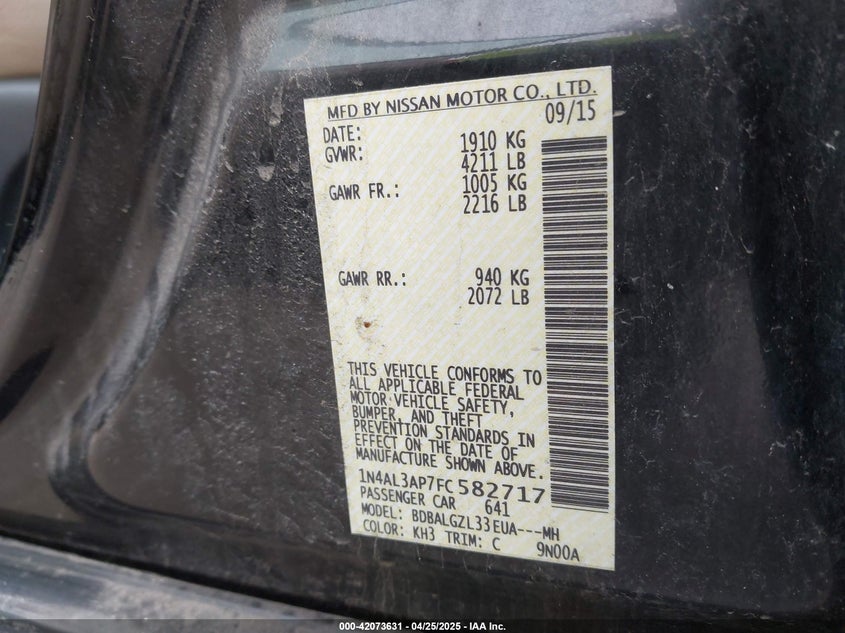 MFD BY NISSAN MOTOR CO., LTD.
DATE: 09/15
GVWR: 1910 KG
4211 LB
GAWR FR.: 1005 KG
2216 LB
GAWR RR.: 940 KG
2072 LB
THIS VEHICLE CONFORMS TO
ALL APPLICABLE FEDERAL
MOTOR VEHICLE SAFETY,
BUMPER, AND THEFT
PREVENTION STANDARDS IN
EFFECT ON THE DATE OF
MANUFACTURE SHOWN ABOVE.
1N4AL3AP7FC582717
PASSENGER CAR 641
MODEL: BDBALGZL33EUA---MH
COLOR: KH3 TRIM: C 9N00A
000-42073631 - 04/25/2025 - IAA Inc.